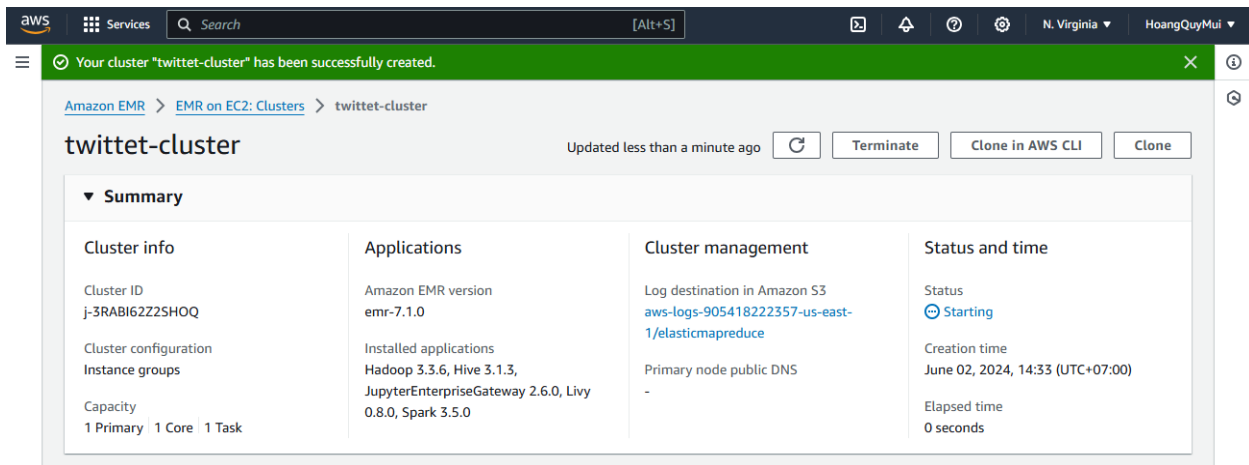 aws
Services
Search
[Alt+S]
N. Virginia ▼
HoangQuyMui ▼
Your cluster "twittet-cluster" has been successfully created.
Amazon EMR > EMR on EC2: Clusters > twittet-cluster
twittet-cluster
Updated less than a minute ago
Terminate
Clone in AWS CLI
Clone
▼ Summary
Cluster info
Cluster ID
j-3RABI62Z2SHOQ
Cluster configuration
Instance groups
Capacity
1 Primary | 1 Core | 1 Task
Applications
Amazon EMR version
emr-7.1.0
Installed applications
Hadoop 3.3.6, Hive 3.1.3,
JupyterEnterpriseGateway 2.6.0, Livy
0.8.0, Spark 3.5.0
Cluster management
Log destination in Amazon S3
aws-logs-905418222357-us-east-
1/elasticmapreduce
Primary node public DNS
-
Status and time
Status
Starting
Creation time
June 02, 2024, 14:33 (UTC+07:00)
Elapsed time
0 seconds